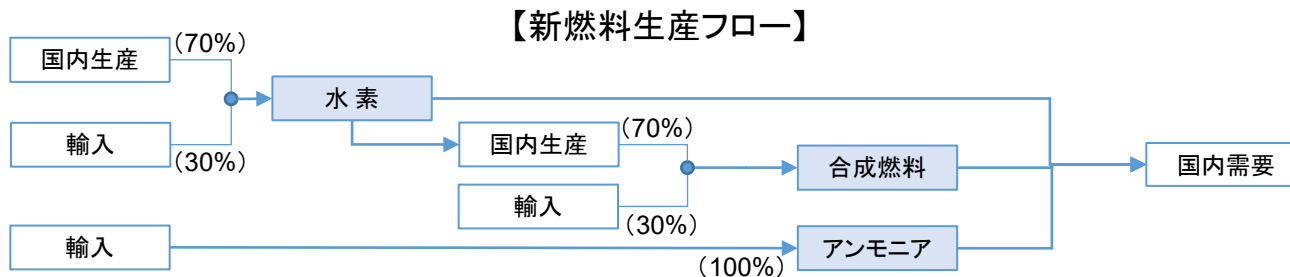 【新燃料生産フロー】
国内生産
（70%）
水 素
輸入
（30%）
国内生産
（70%）
合成燃料
国内需要
輸入
（30%）
輸入
アンモニア
（100%）